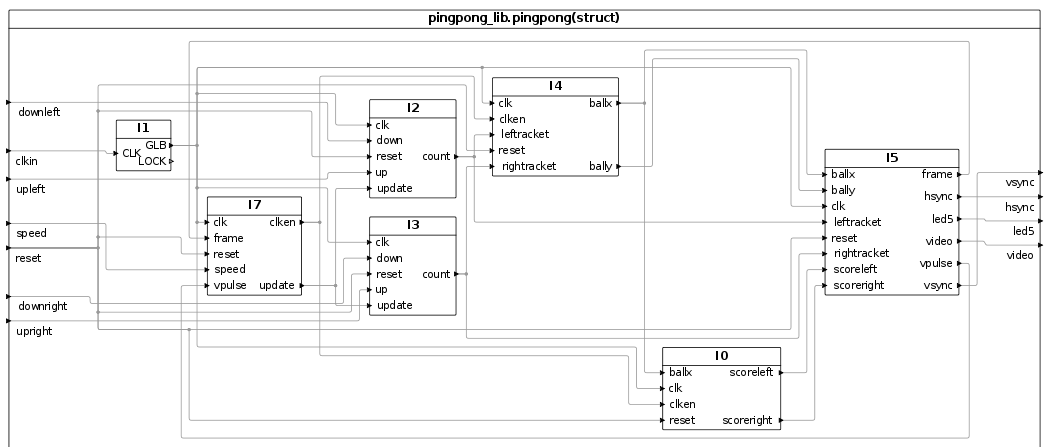 pingpong_lib.pingpong(struct)
downleft
clkin
upleft
speed
reset
downright
upright
I1
GLB
CLK
LOCK
I7
clk clken
frame
reset
speed
vpulse update
I2
clk
down
reset count
up
update
I3
clk
down
reset count
up
update
I4
clk ballx
clken
leftracket
reset
rightracket bally
I0
ballx scoreleft
clk
clken
reset scoreright
I5
ballx frame
bally
clk hsync
leftracket led5
reset video
rightracket
scoreleft vpulse
scoreright vsync
vsync
hsync
led5
video